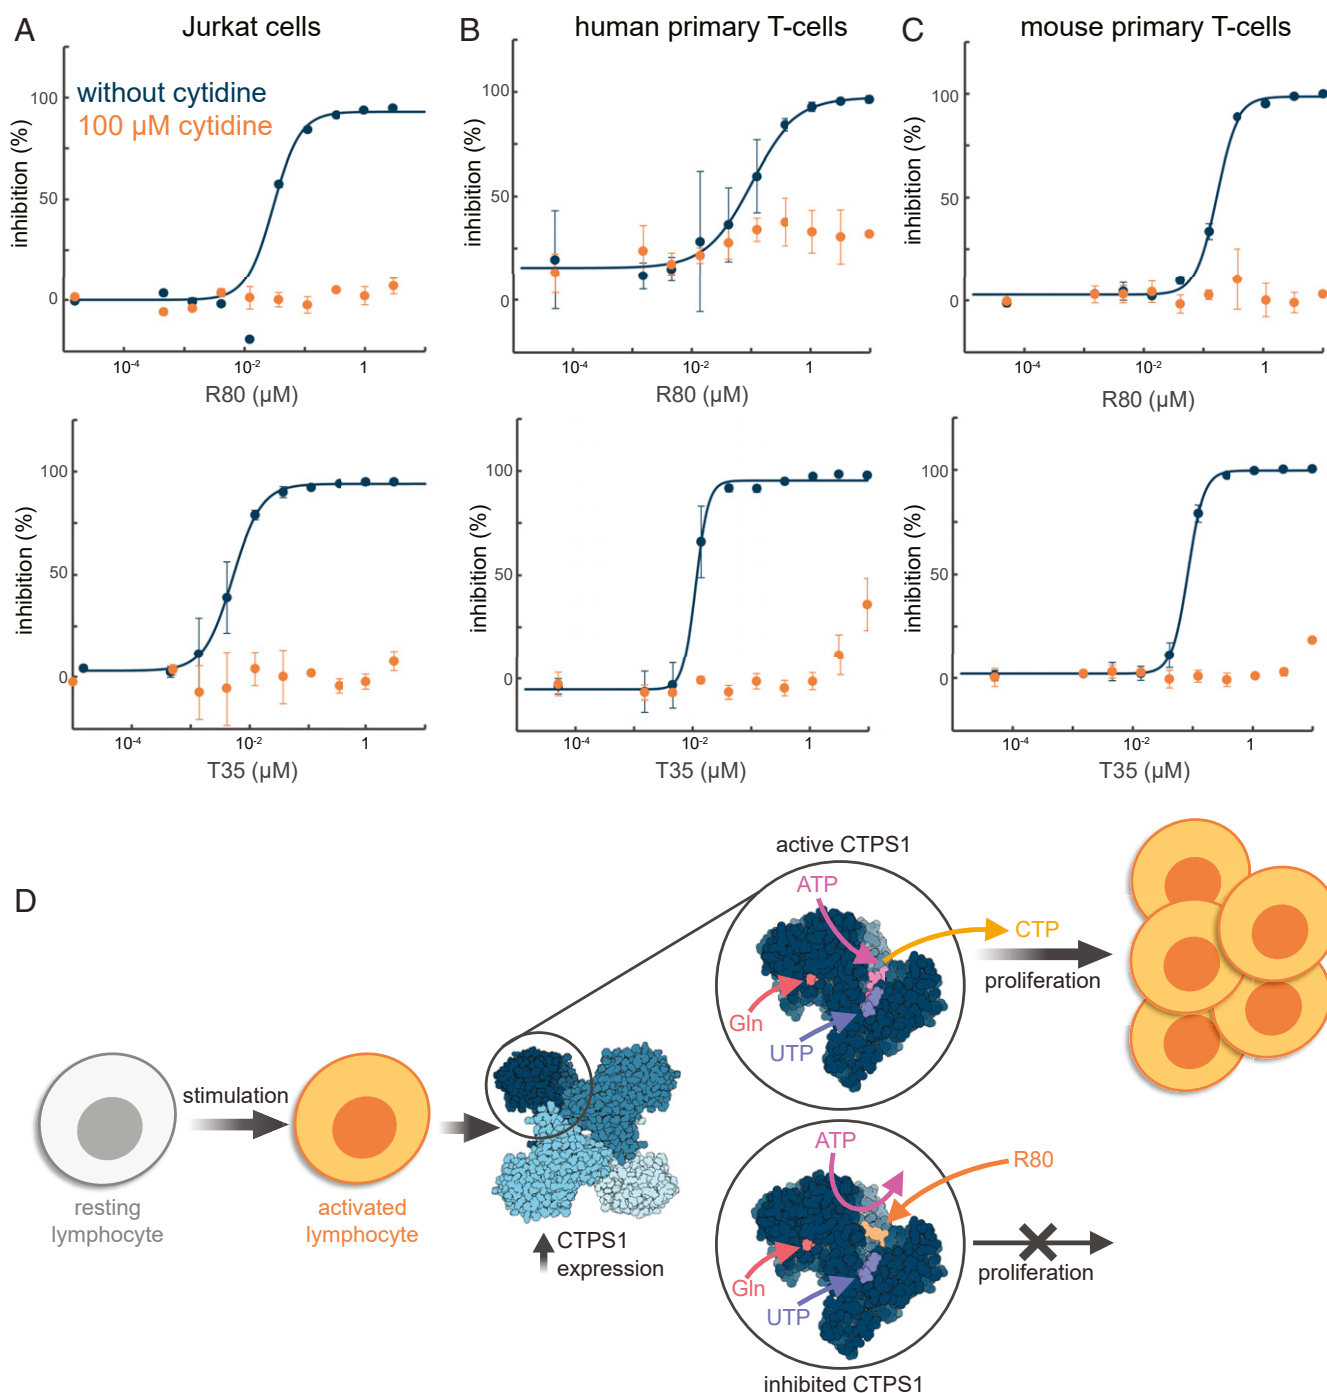 A
Jurkat cells
B
human primary T-cells
C
mouse primary T-cells
without cytidine
100 µM cytidine
inhibition (%)
100
50
0
10-4
10-2
1
R80 (µM)
inhibition (%)
100
50
0
10-4
10-2
1
R80 (µM)
inhibition (%)
100
50
0
10-4
10-2
1
R80 (µM)
inhibition (%)
100
50
0
10-4
10-2
1
T35 (µM)
inhibition (%)
100
50
0
10-4
10-2
1
T35 (µM)
inhibition (%)
100
50
0
10-4
10-2
1
T35 (µM)
D
resting
lymphocyte
stimulation
activated
lymphocyte
CTPS1
expression
active CTPS1
ATP
CTP
Gln
UTP
proliferation
ATP
R80
Gln
UTP
proliferation
inhibited CTPS1